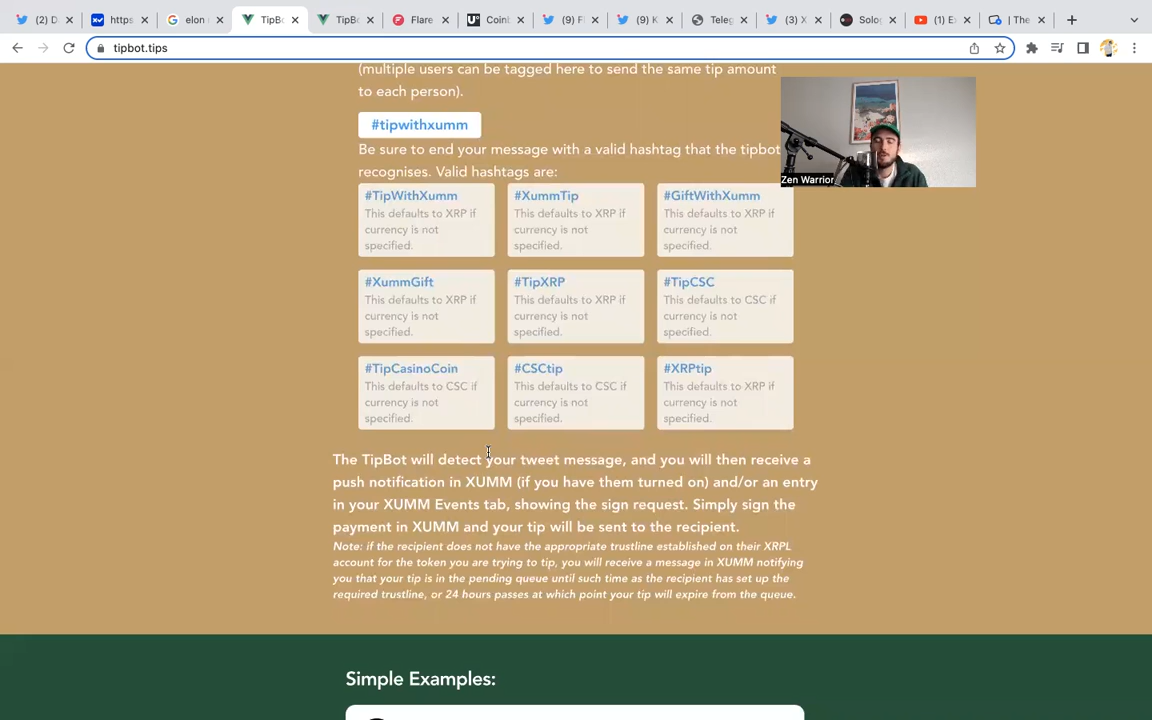 (2) D
https
elon
TipBo
TipBo
Flare
Coinb
(9) Fl
(9) K
Teleg
(3) X
Solog
(1) Ex
| The
tipbot.tips
(multiple users can be tagged here to send the same tip amount
to each person).
#tipwithxumm
Be sure to end your message with a valid hashtag that the tipbot
recognises. Valid hashtags are:
Zen Warrior
#TipWithXumm
This defaults to XRP if
currency is not
specified.
#XummTip
This defaults to XRP if
currency is not
specified.
#GiftWithXumm
This defaults to XRP if
currency is not
specified.
#XummGift
This defaults to XRP if
currency is not
specified.
#TipXRP
This defaults to XRP if
currency is not
specified.
#TipCSC
This defaults to CSC if
currency is not
specified.
#TipCasinoCoin
This defaults to CSC if
currency is not
specified.
#CSCtip
This defaults to CSC if
currency is not
specified.
#XRPtip
This defaults to XRP if
currency is not
specified.
The TipBot will detect your tweet message, and you will then receive a
push notification in XUMM (if you have them turned on) and/or an entry
in your XUMM Events tab, showing the sign request. Simply sign the
payment in XUMM and your tip will be sent to the recipient.
Note: if the recipient does not have the appropriate trustline established on their XRPL
account for the token you are trying to tip, you will receive a message in XUMM notifying
you that your tip is in the pending queue until such time as the recipient has set up the
required trustline, or 24 hours passes at which point your tip will expire from the queue.
Simple Examples: